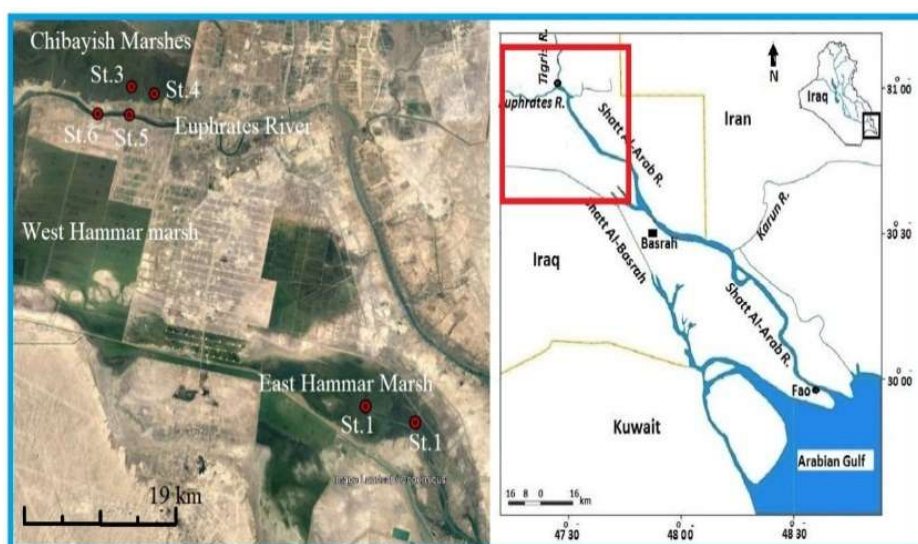 Chibayish Marshes
St.3
St.4
St.6
St.5
Euphrates River
West Hammar marsh
East Hammar Marsh
St.1
St.1
19 km
Tigris R.
Euphrates R.
Shatt Al-Arab R.
Iran
N
Iraq
31 00
Karun R.
Basrah
30 30
Shatt Al-Basrah
Iraq
Shatt Al-Arab R.
Fao
30 00
Kuwait
Arabian Gulf
16 8 0 16 km
47 30
48 00
48 30